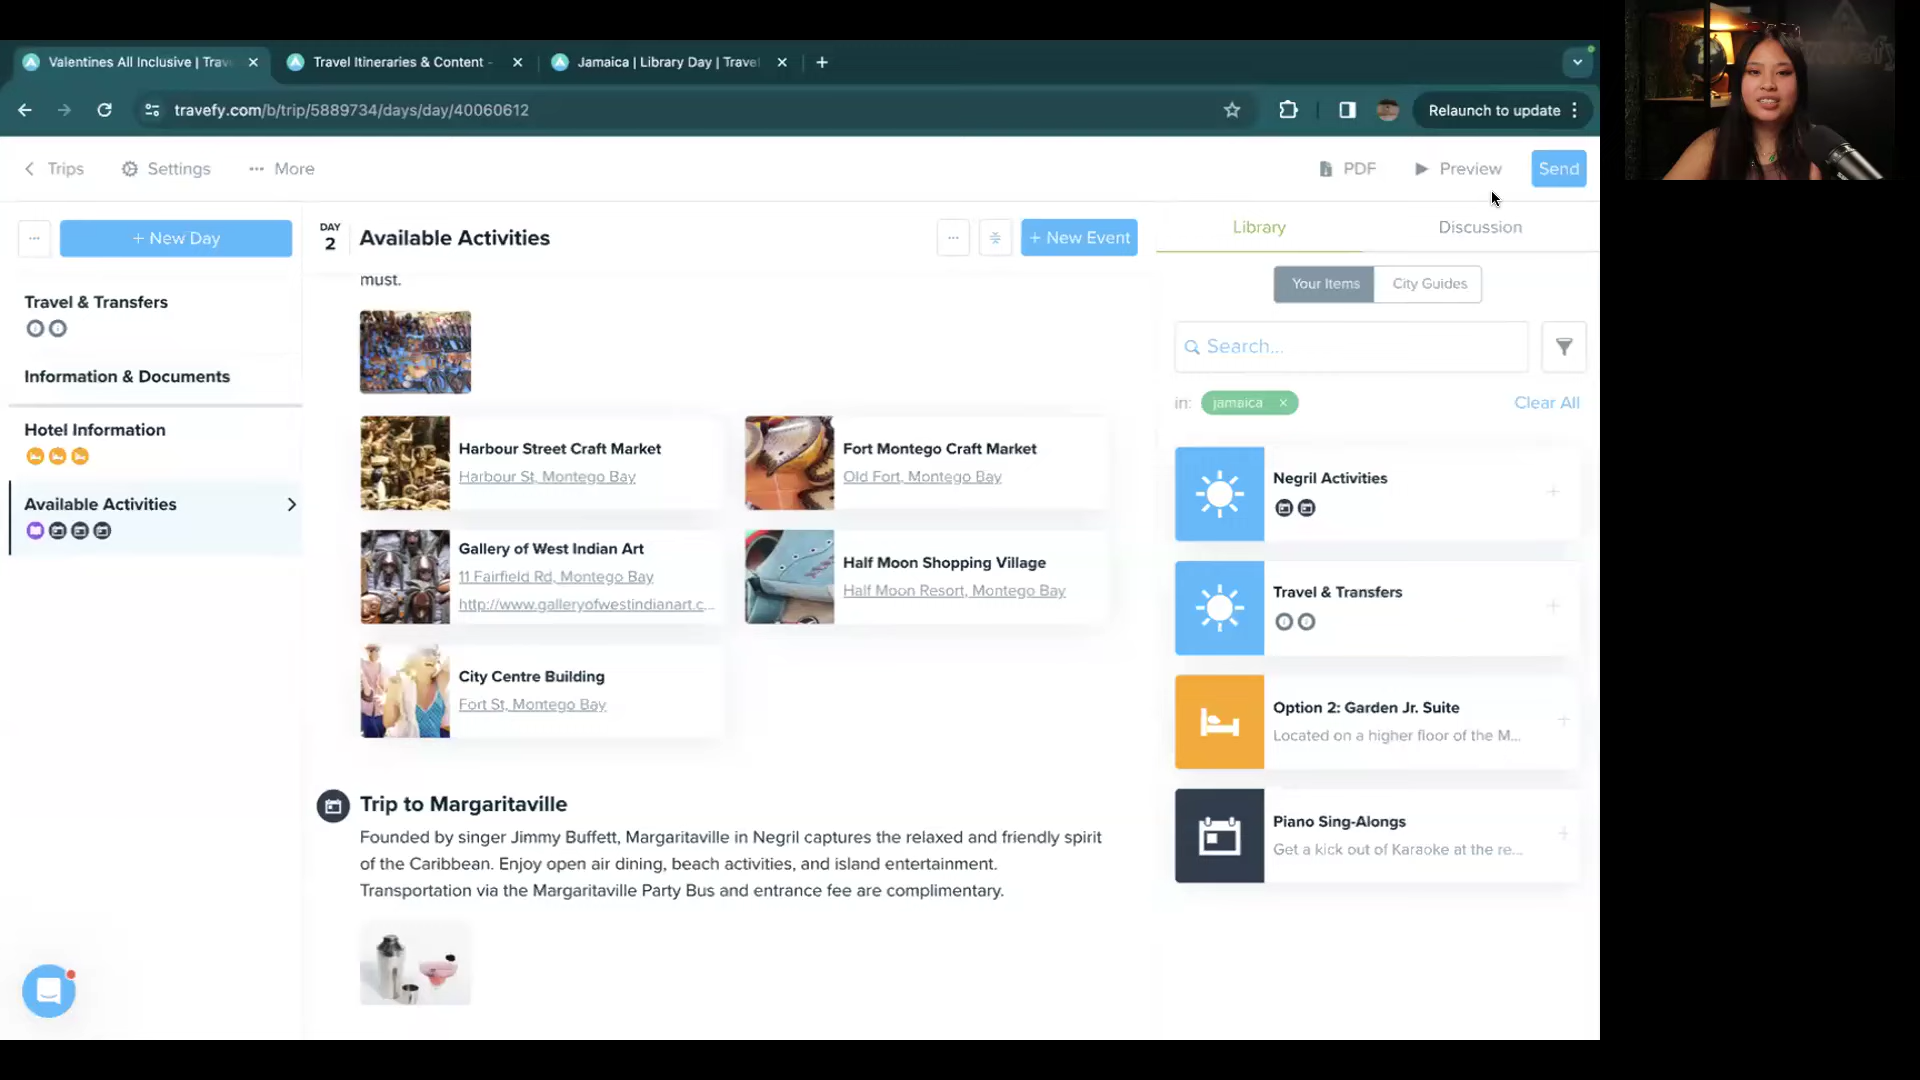 Valentines All Inclusive | Trav
Travel Itineraries & Content -
Jamaica | Library Day | Travel
travefy.com/b/trip/5889734/days/day/40060612
Relaunch to update
Trips
Settings
More
PDF
Preview
Send
+ New Day
Travel & Transfers
Information & Documents
Hotel Information
Available Activities
DAY
2
Available Activities
+ New Event
must.
Harbour Street Craft Market
Harbour St, Montego Bay
Fort Montego Craft Market
Old Fort, Montego Bay
Gallery of West Indian Art
11 Fairfield Rd, Montego Bay
http://www.galleryofwestindianart.c...
Half Moon Shopping Village
Half Moon Resort, Montego Bay
City Centre Building
Fort St, Montego Bay
Trip to Margaritaville
Founded by singer Jimmy Buffett, Margaritaville in Negril captures the relaxed and friendly spirit
of the Caribbean. Enjoy open air dining, beach activities, and island entertainment.
Transportation via the Margaritaville Party Bus and entrance fee are complimentary.
Library
Discussion
Your Items
City Guides
Search...
in:
jamaica
Clear All
Negril Activities
Travel & Transfers
Option 2: Garden Jr. Suite
Located on a higher floor of the M...
Piano Sing-Alongs
Get a kick out of Karaoke at the re...